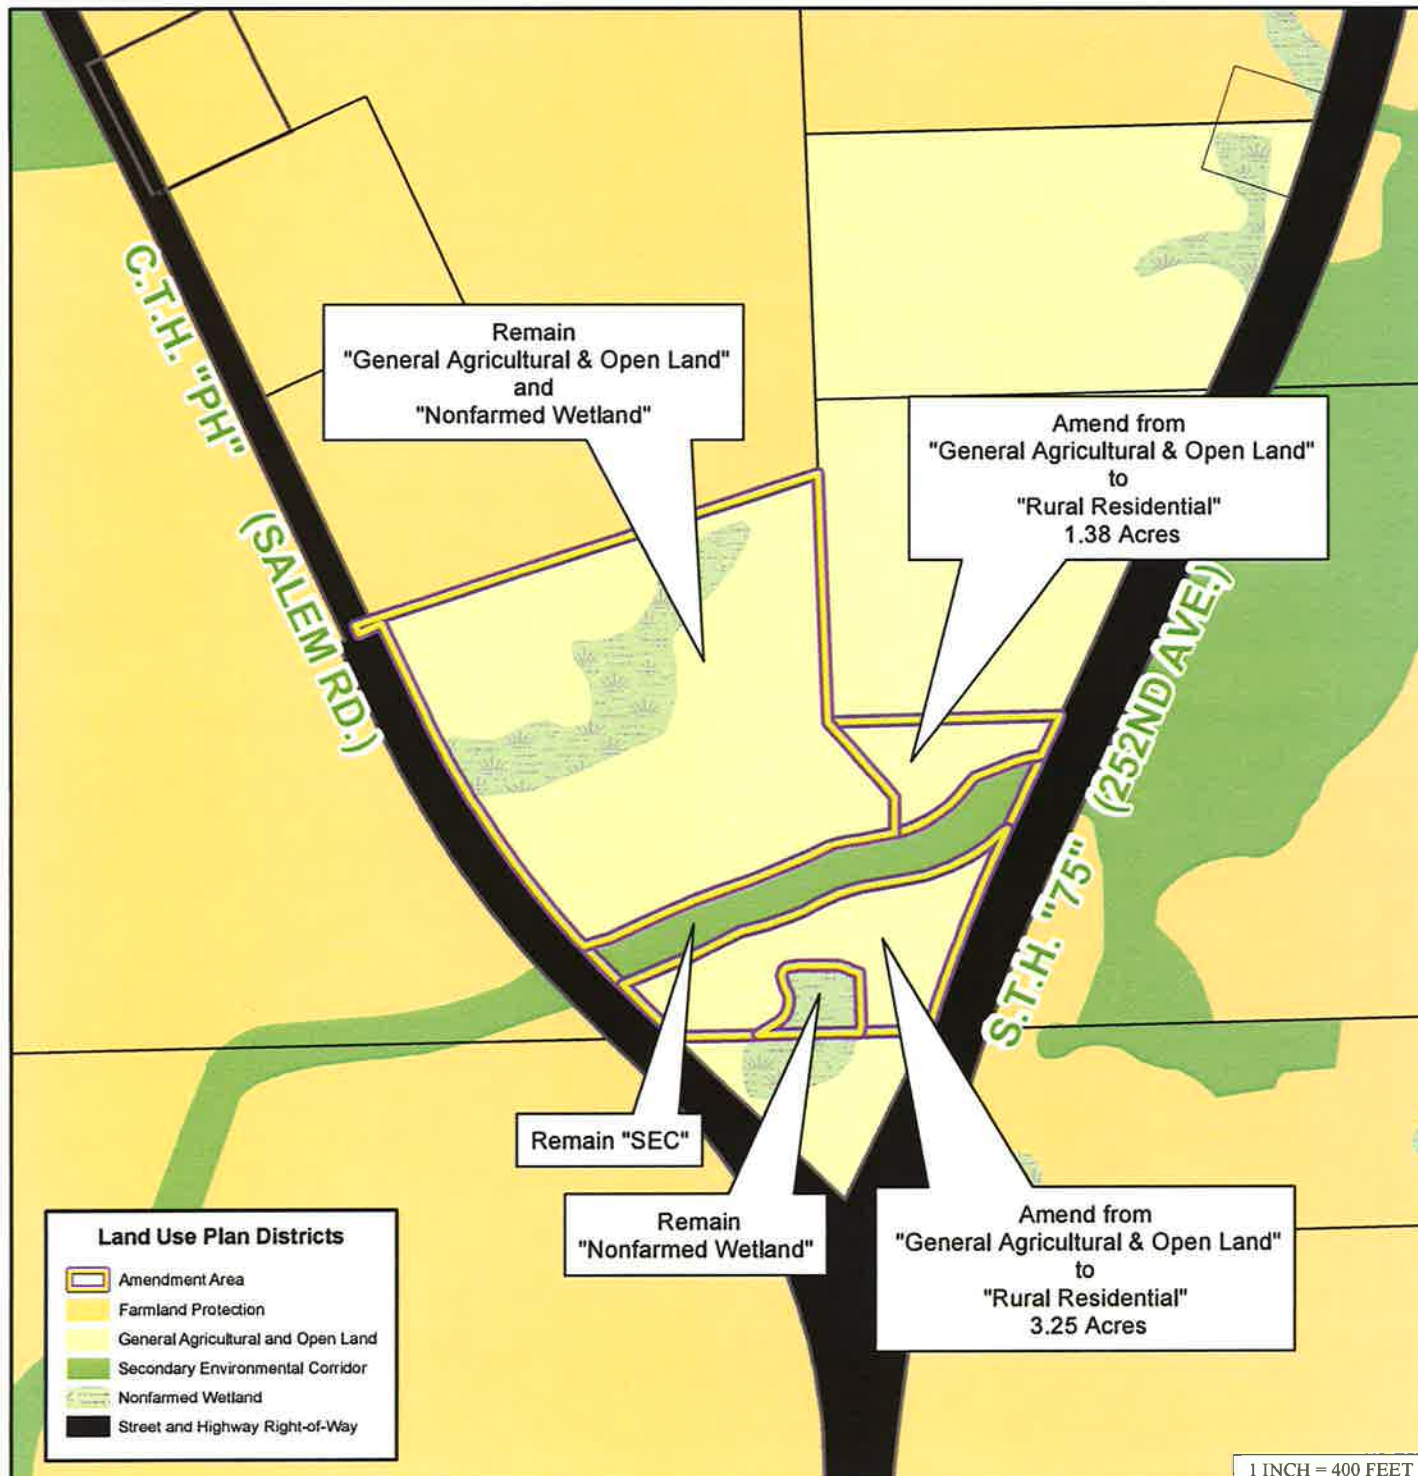 C.T.H. "PH" (SALEM RD.)
Remain
"General Agricultural & Open Land"
and
"Nonfarmed Wetland"
Amend from
"General Agricultural & Open Land"
to
"Rural Residential"
1.38 Acres
S.T.H. "75" (252ND AVE.)
Remain "SEC"
Remain
"Nonfarmed Wetland"
Amend from
"General Agricultural & Open Land"
to
"Rural Residential"
3.25 Acres
Land Use Plan Districts
Amendment Area
Farmland Protection
General Agricultural and Open Land
Secondary Environmental Corridor
Nonfarmed Wetland
Street and Highway Right-of-Way
1 INCH = 400 FEET